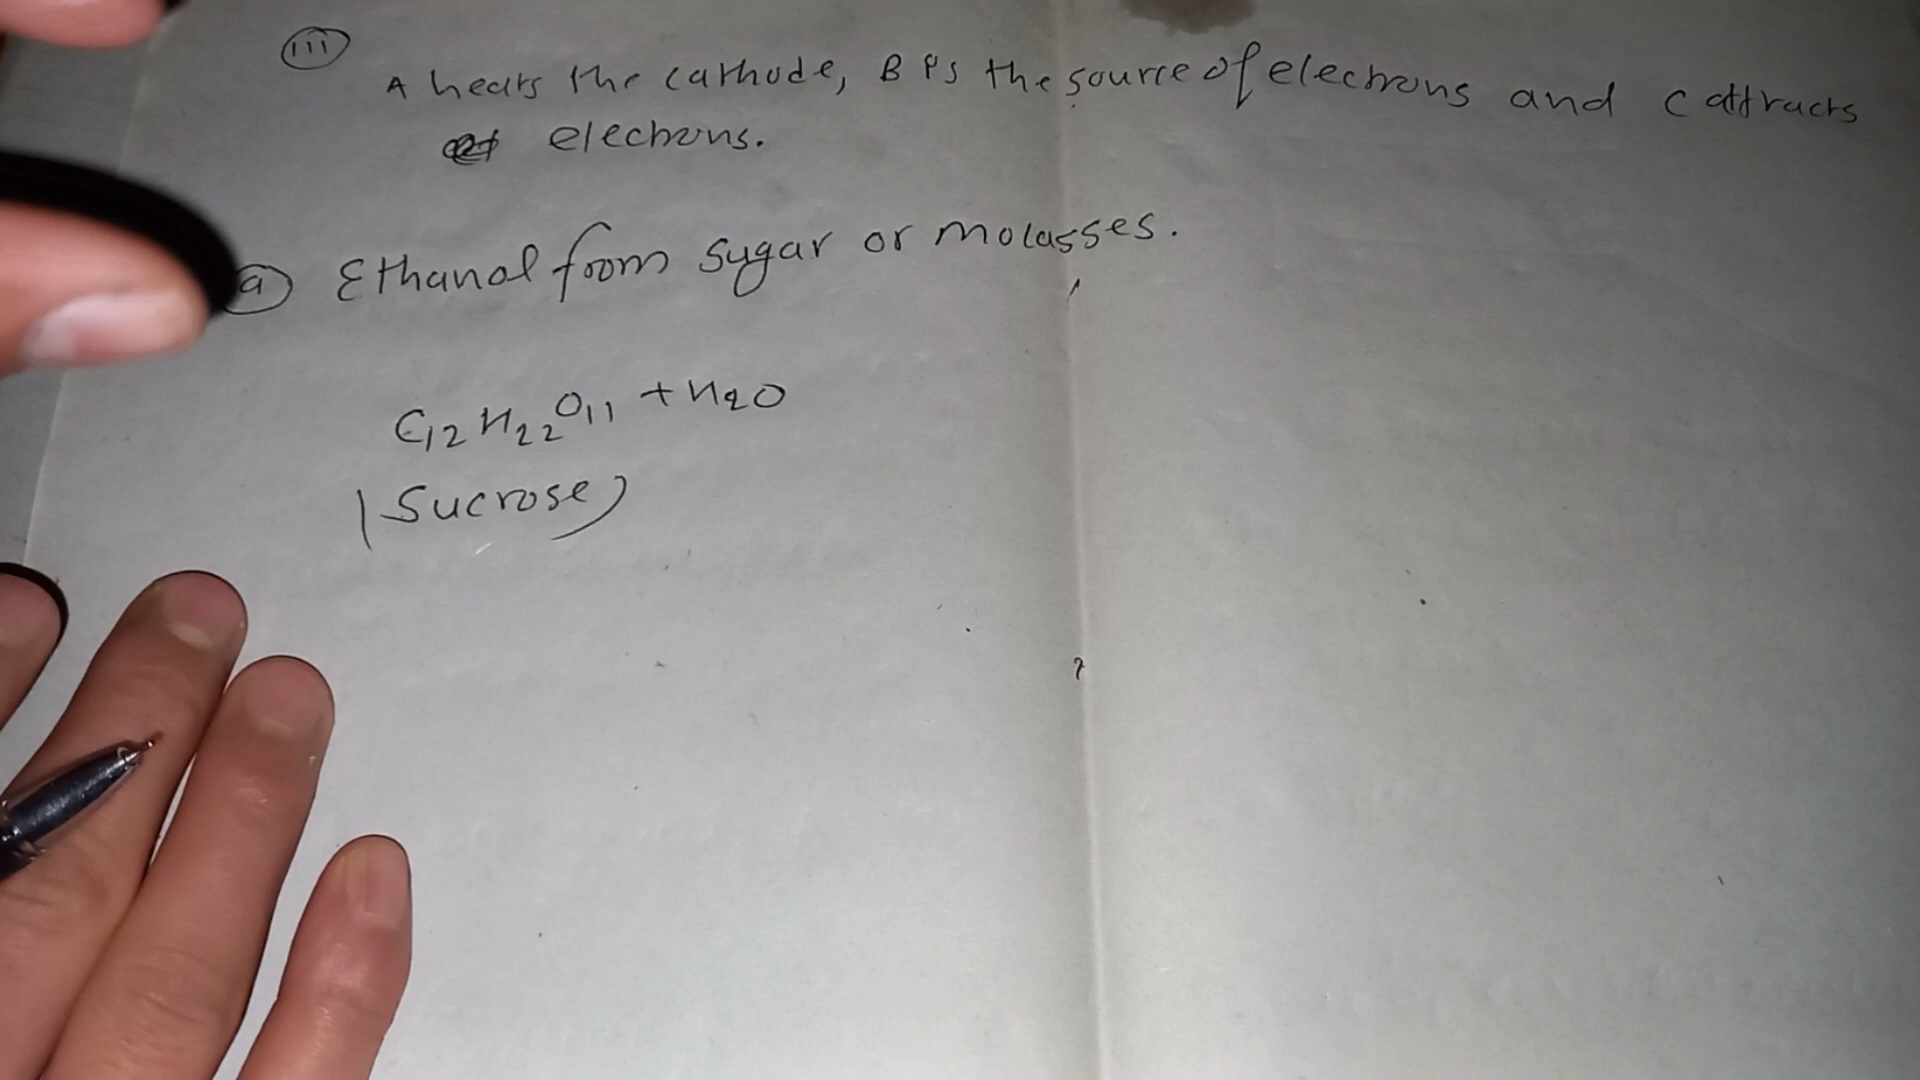 (iii)
A hears the cathode, B is the source of electrons and C attracts
electrons.
(a) Ethanol from sugar or molasses.
C12H22O11 + H2O
(Sucrose)